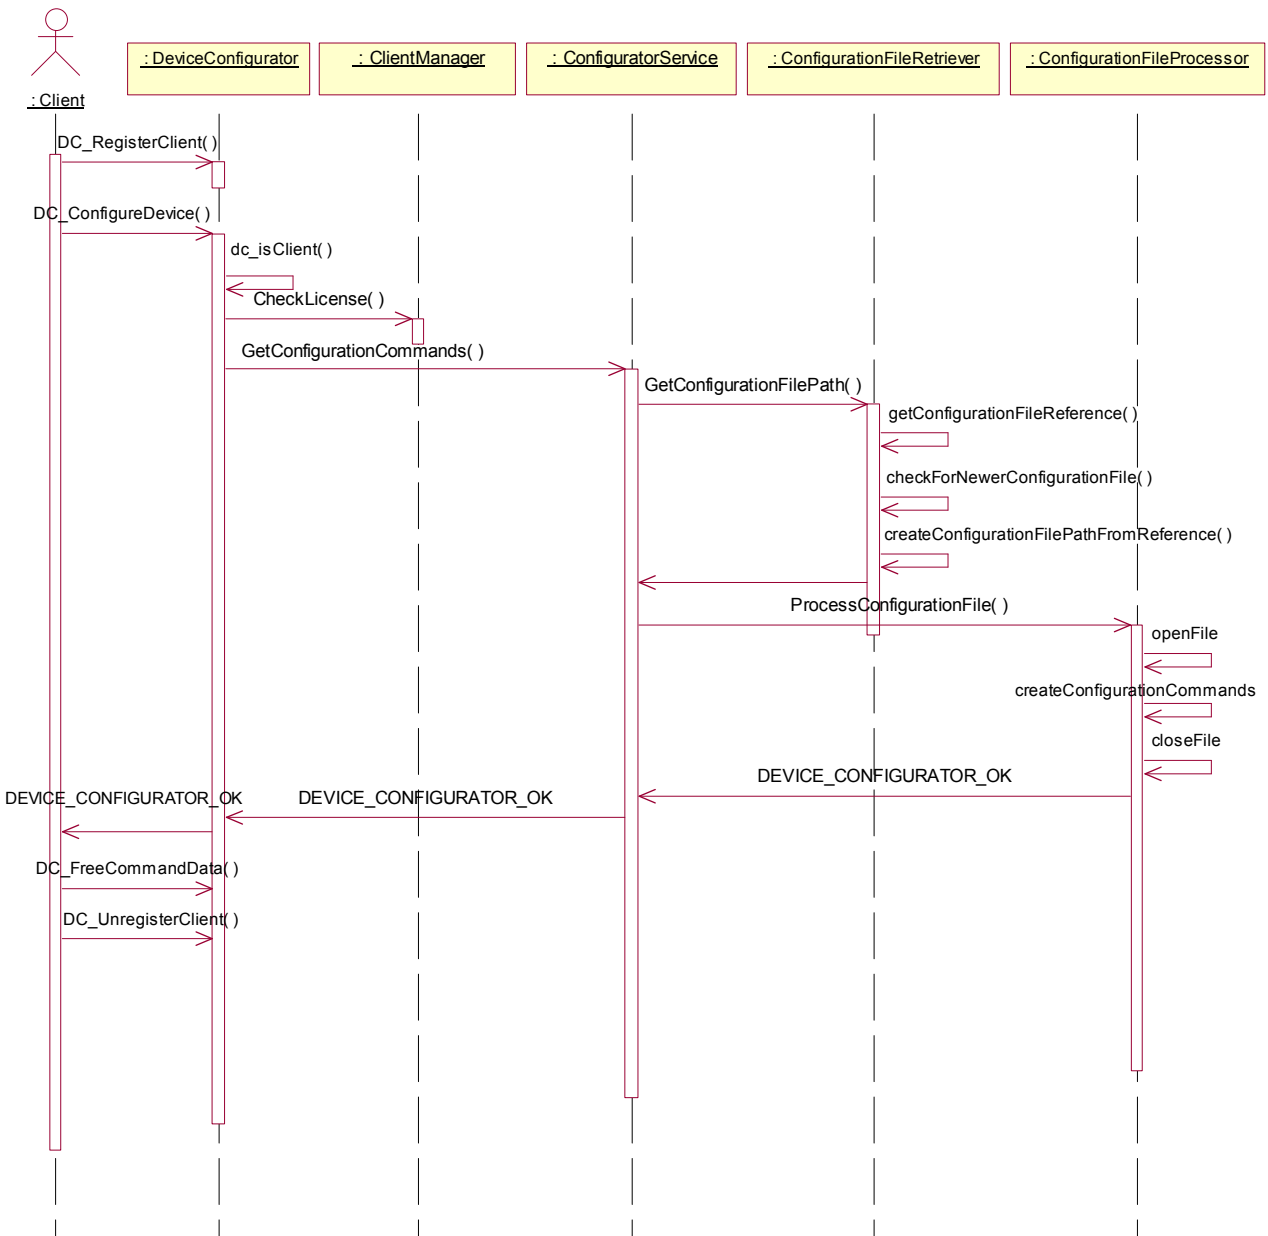 : DeviceConfigurator
: ClientManager
: ConfiguratorService
: ConfigurationFileRetriever
: ConfigurationFileProcessor
: Client
DC_RegisterClient( )
DC_ConfigureDevice( )
dc_isClient( )
CheckLicense( )
GetConfigurationCommands( )
GetConfigurationFilePath( )
getConfigurationFileReference( )
checkForNewerConfigurationFile( )
createConfigurationFilePathFromReference( )
ProcessConfigurationFile( )
openFile
createConfigurationCommands
closeFile
DEVICE_CONFIGURATOR_OK
DEVICE_CONFIGURATOR_OK
DEVICE_CONFIGURATOR_OK
DC_FreeCommandData( )
DC_UnregisterClient( )